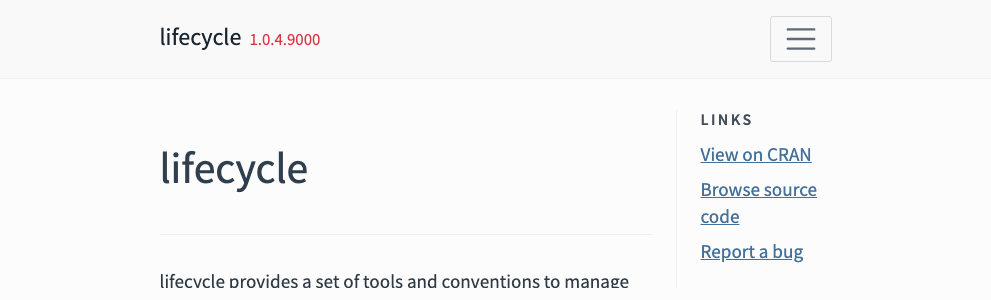 lifecycle 1.0.4.9000
lifecycle
lifecycle provides a set of tools and conventions to manage
LINKS
View on CRAN
Browse source
code
Report a bug